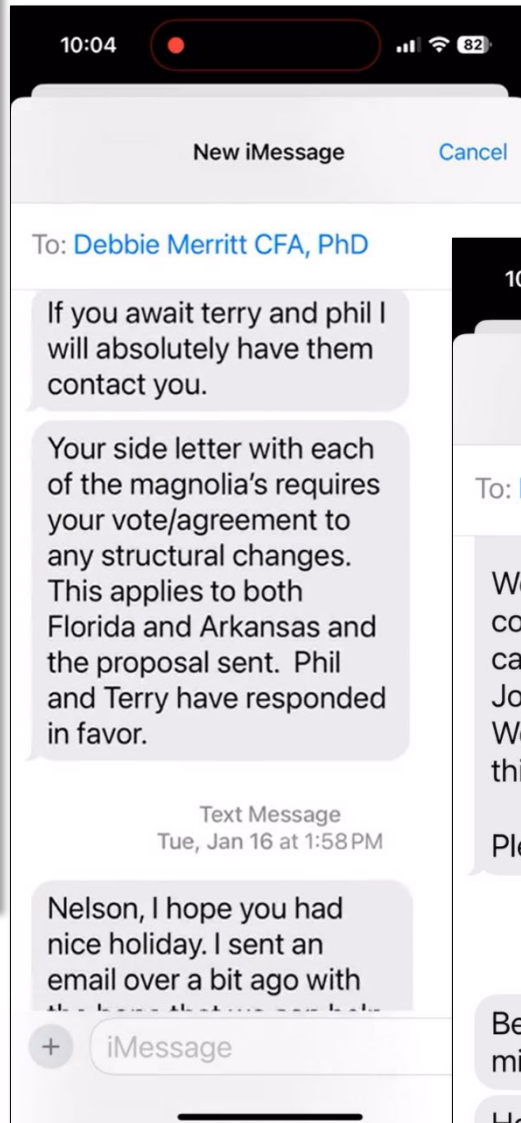 10:04
82
New iMessage
Cancel
To: Debbie Merritt CFA, PhD
If you await terry and phil I
will absolutely have them
contact you.
Your side letter with each
of the magnolia's requires
your vote/agreement to
any structural changes.
This applies to both
Florida and Arkansas and
the proposal sent. Phil
and Terry have responded
in favor.
Text Message
Tue, Jan 16 at 1:58 PM
Nelson, I hope you had
nice holiday. I sent an
email over a bit ago with
iMessage
To:
Ple